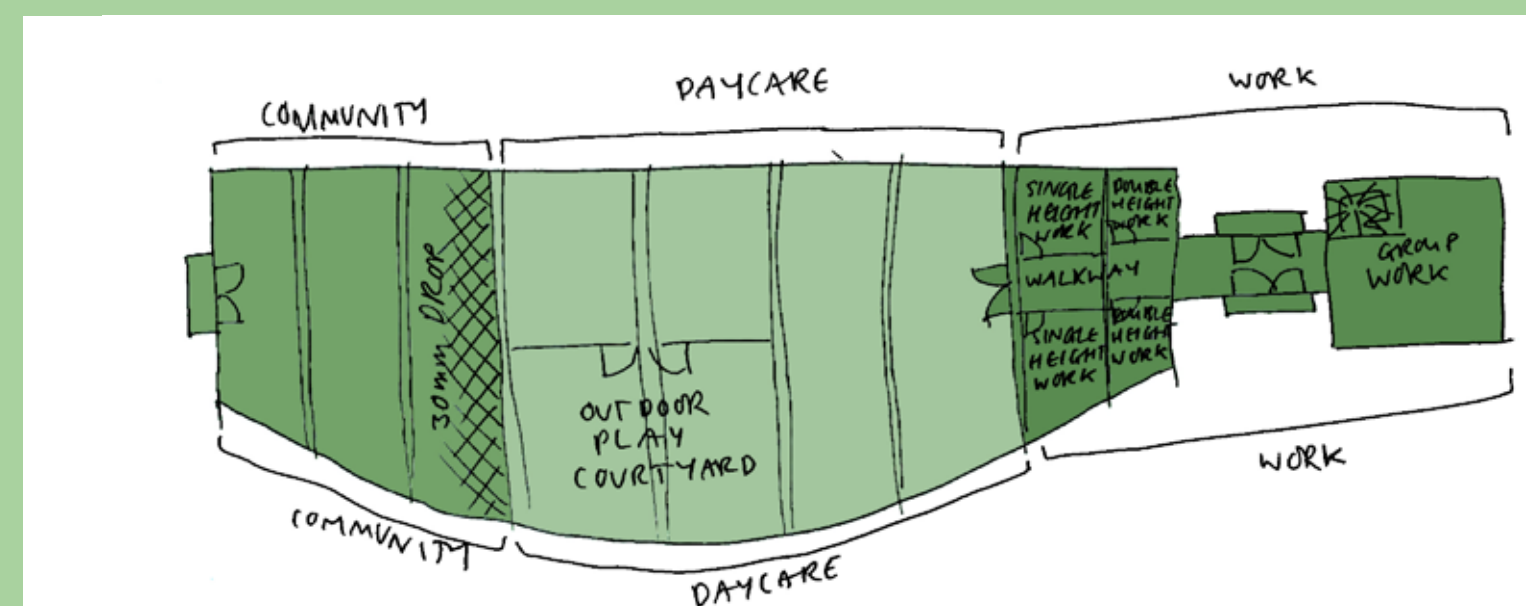 COMMUNITY
DAYCARE
WORK
30mm DROP
OUTDOOR
PLAY
COURTYARD
SINGLE
HEIGHT
WORK
DOUBLE
HEIGHT
WORK
WALKWAY
SINGLE
HEIGHT
WORK
DOUBLE
HEIGHT
WORK
GROUP
WORK
COMMUNITY
DAYCARE
WORK